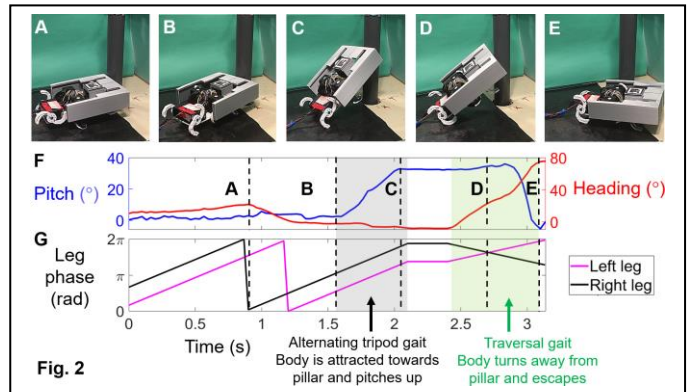 A B C D E
F
40
20
0
Pitch (°)
A B C D E
80
40
0
Heading (°)
G
2π
π
0
Leg
phase
(rad)
Left leg
Right leg
0 0.5 1 1.5 2 2.5 3
Time (s)
Alternating tripod gait
Body is attracted towards
pillar and pitches up
Traversal gait
Body turns away from
pillar and escapes
Fig. 2